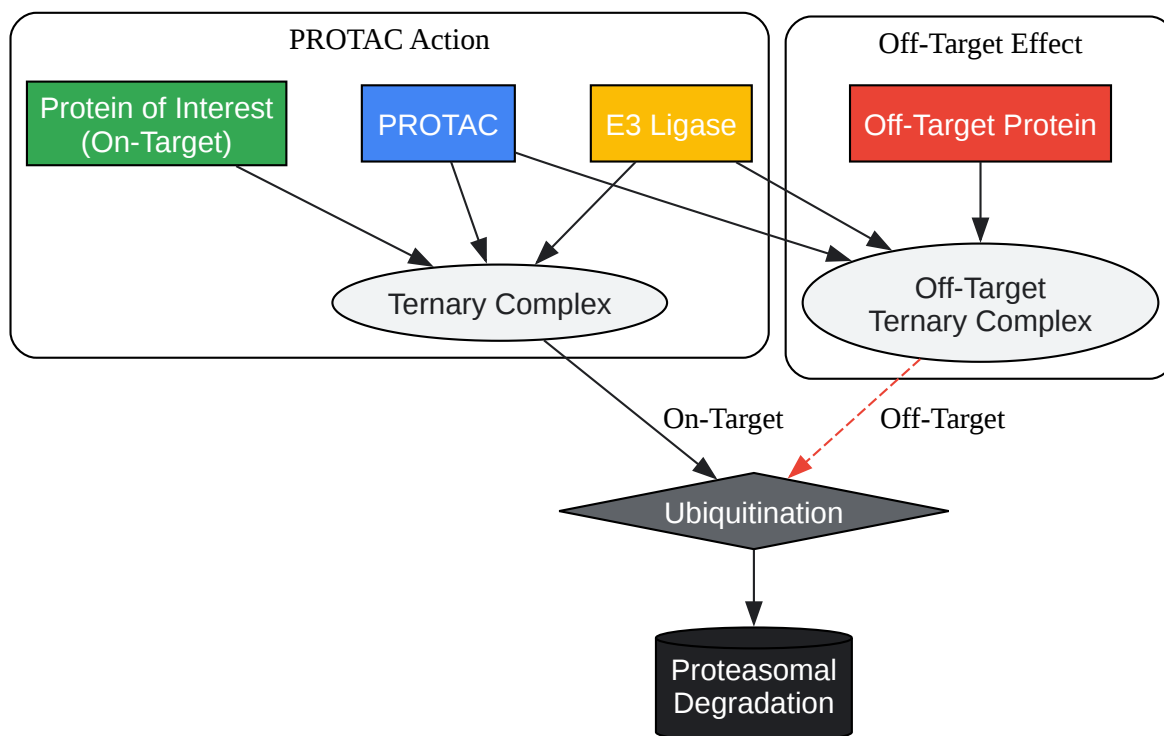 PROTAC Action
Off-Target Effect
Protein of Interest
(On-Target)
PROTAC
E3 Ligase
Off-Target Protein
Ternary Complex
Off-Target
Ternary Complex
On-Target
Off-Target
Ubiquitination
Proteasomal
Degradation